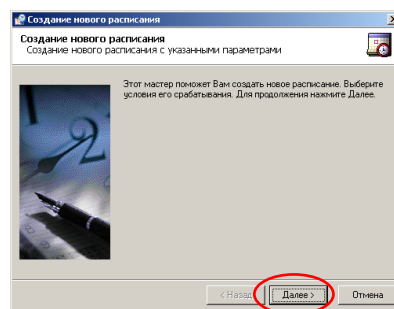 Создание нового расписания
Создание нового расписания
Создание нового расписания с указанными параметрами
Этот мастер поможет Вам создать новое расписание. Выберите
условия его срабатывания. Для продолжения нажмите Далее.
< Назад
Далее >
Отмена